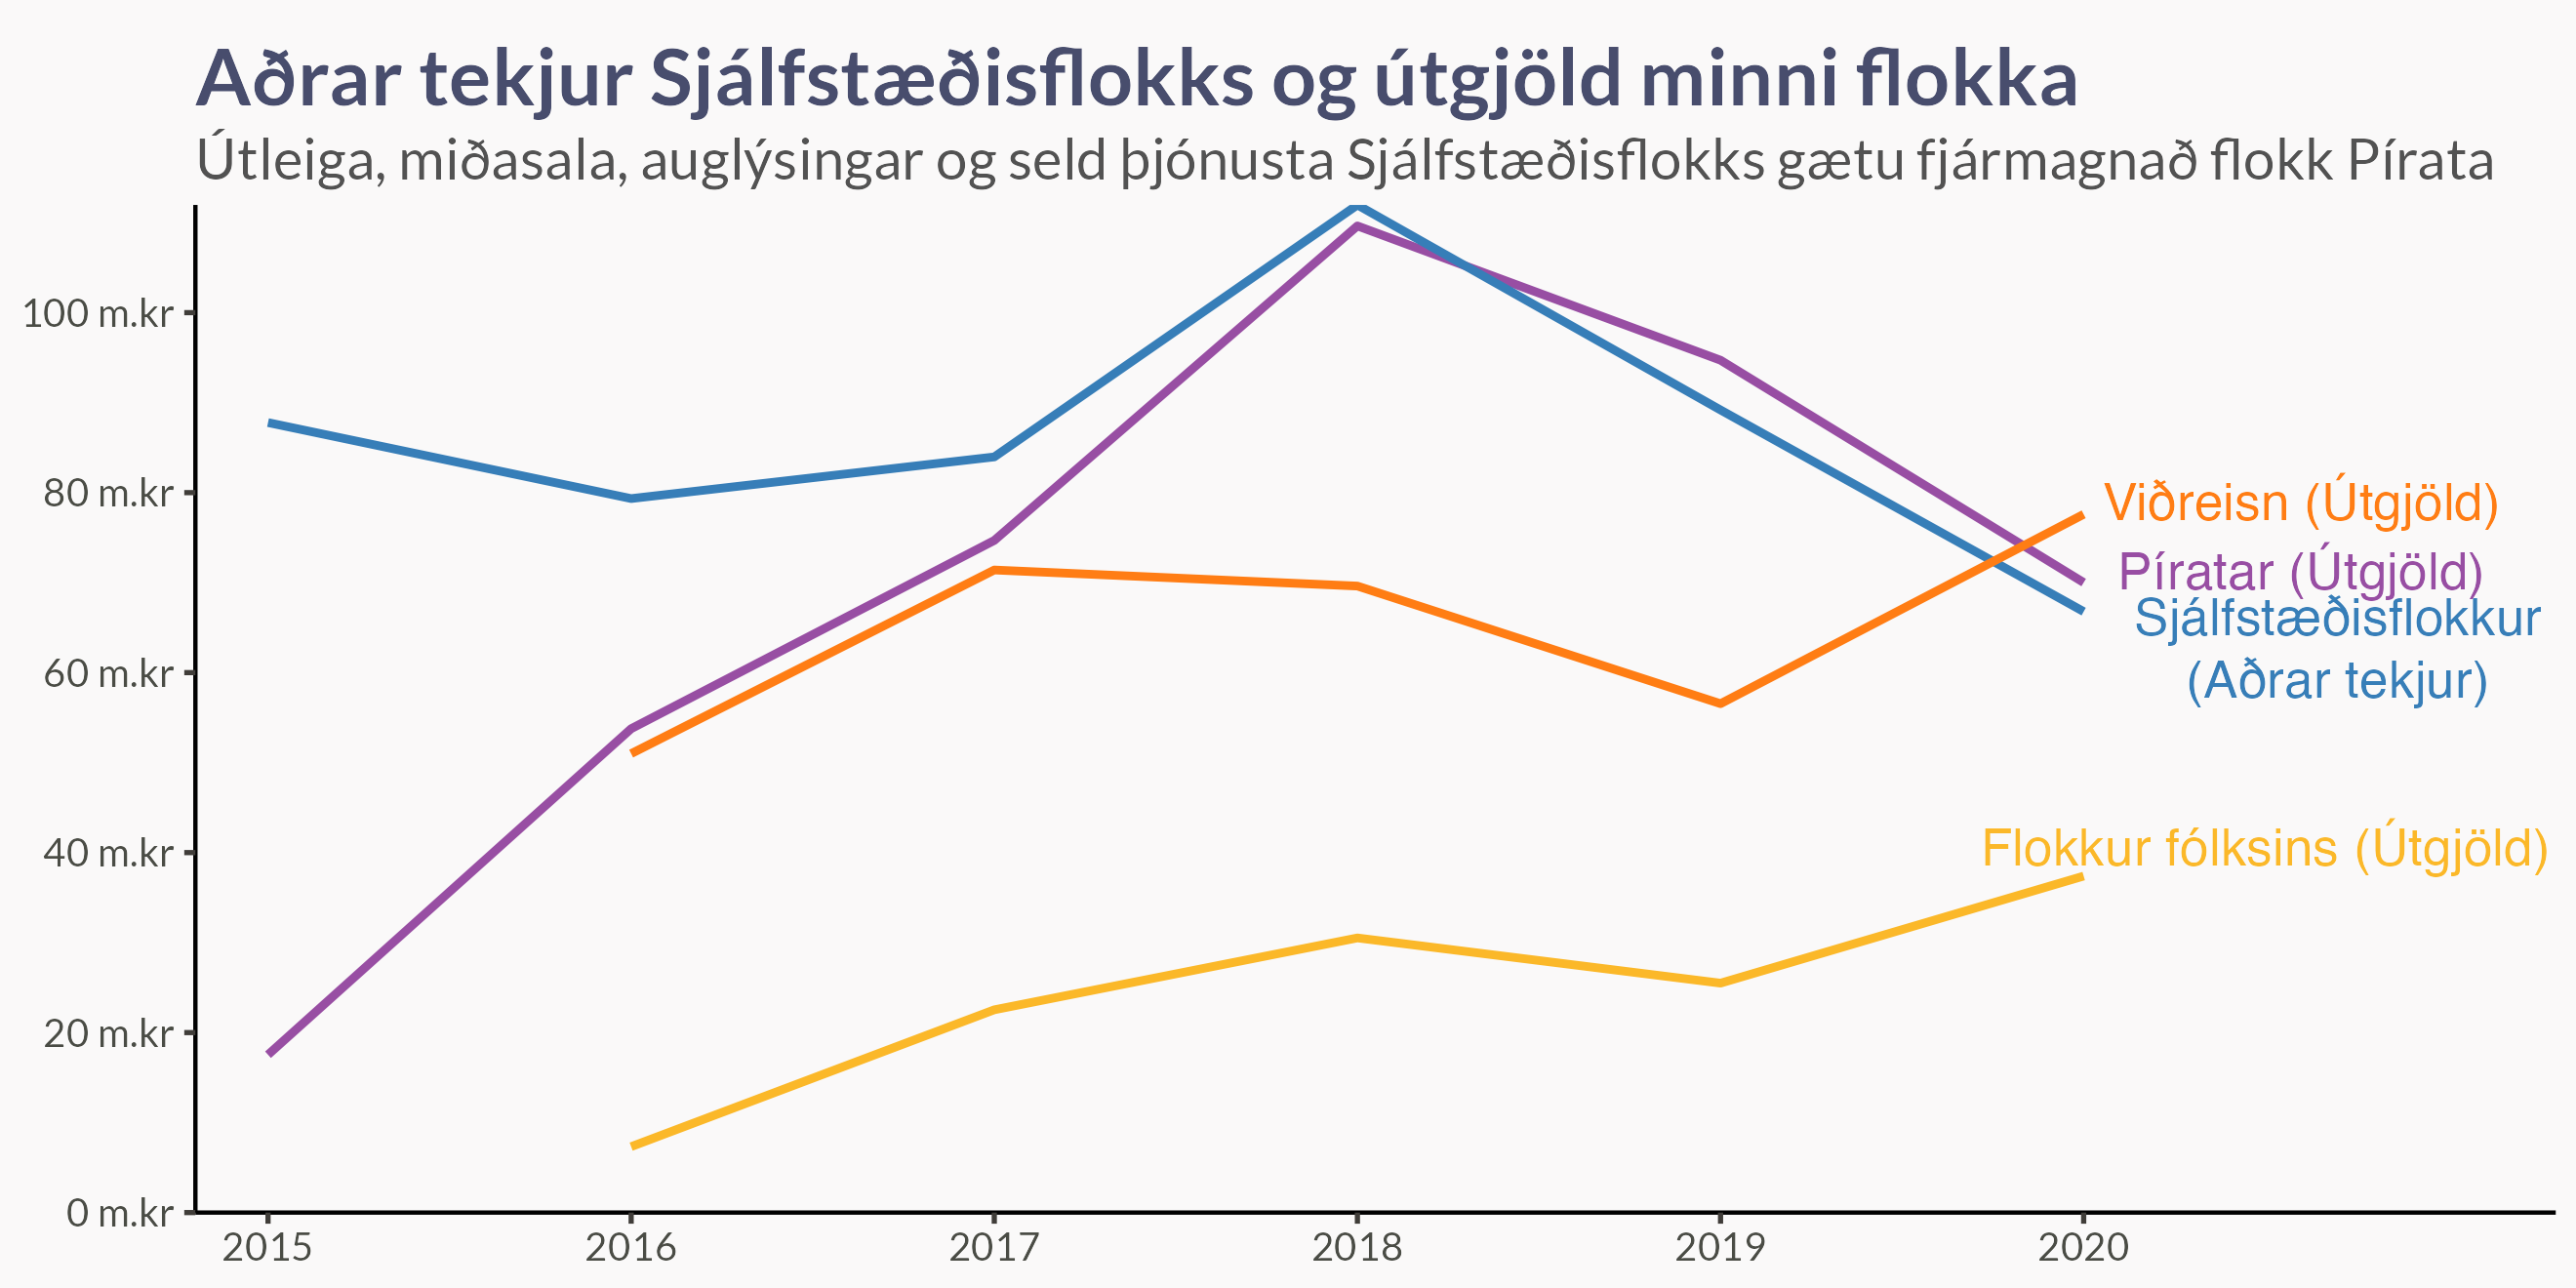 Aðrar tekjur Sjálfstæðisflokks og útgjöld minni flokka
Útleiga, miðasala, auglýsingar og seld þjónusta Sjálfstæðisflokks gætu fjármagnað flokk Pírata
100 m.kr
80 m.kr
60 m.kr
40 m.kr
20 m.kr
0 m.kr
Viðreisn (Útgjöld)
Píratar (Útgjöld)
Sjálfstæðisflokkur
(Aðrar tekjur)
Flokkur fólksins (Útgjöld)
2015 2016 2017 2018 2019 2020